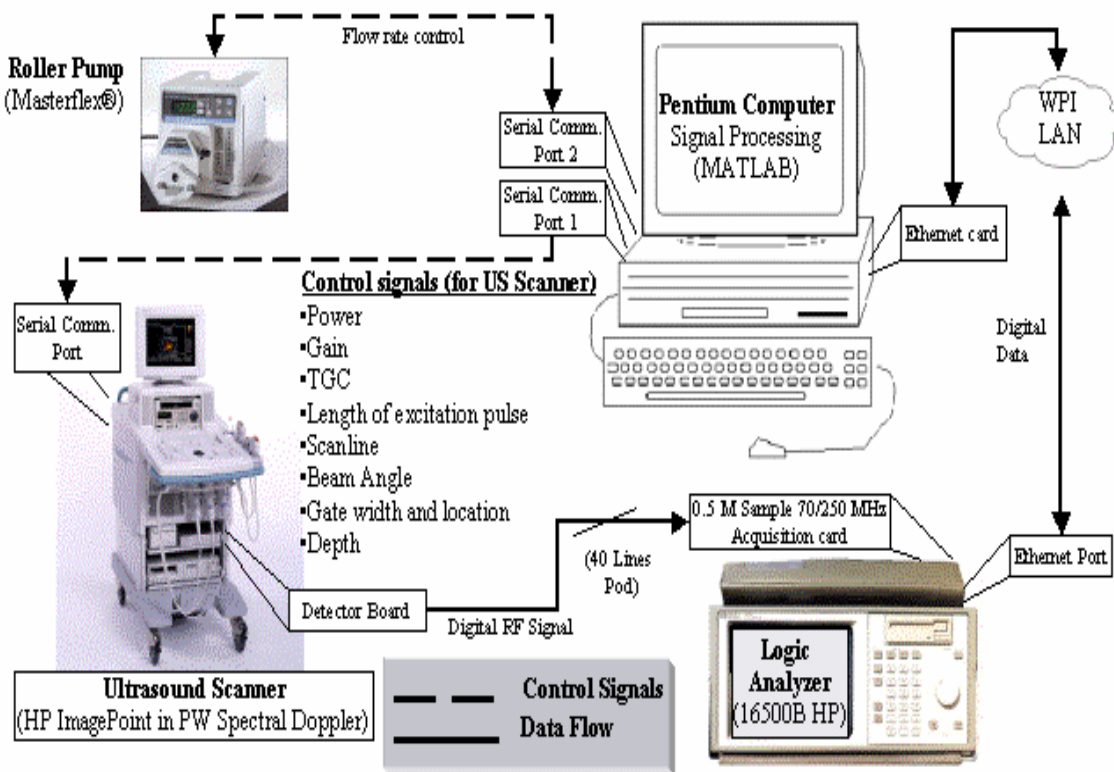 Flow rate control
Roller Pump
(Masterflex®)
Serial Comm.
Port 2
Serial Comm.
Port 1
Pentium Computer
Signal Processing
(MATLAB)
WPI
LAN
Ethernet card
Serial Comm.
Port
Control signals (for US Scanner)
▪Power
▪Gain
▪TGC
▪Length of excitation pulse
▪Scanline
▪Beam Angle
▪Gate width and location
▪Depth
Digital
Data
0.5 M Sample 70/250 MHz
Acquisition card
(40 Lines
Pod)
Ethernet Port
Detector Board
Digital RF Signal
Ultrasound Scanner
(HP ImagePoint in PW Spectral Doppler)
Control Signals
Data Flow
Logic
Analyzer
(16500B HP)